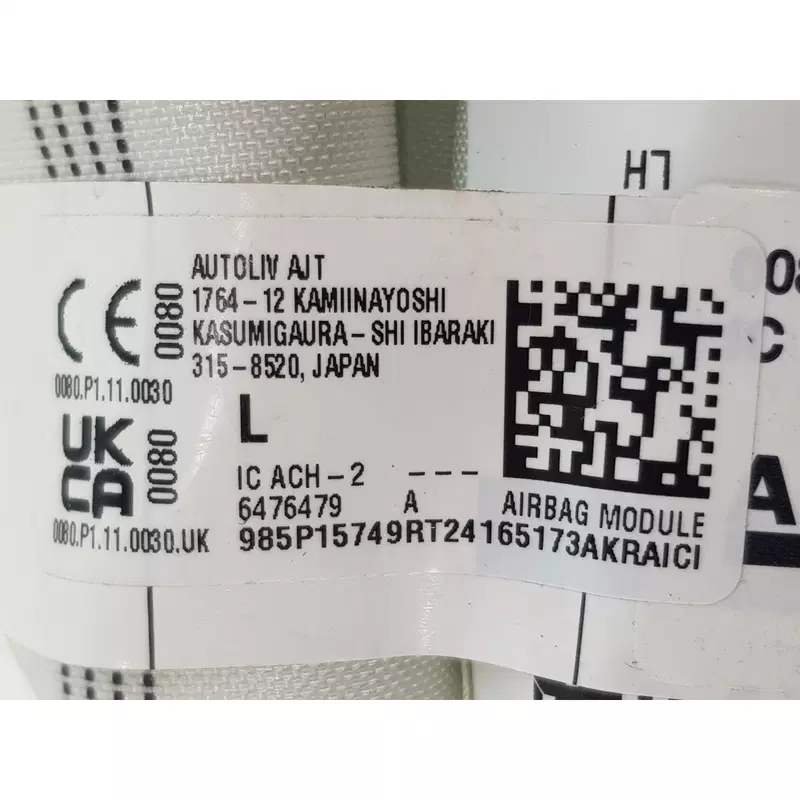 LH
AUTOLIV AJT
1764-12 KAMIINAYOSHI
KASUMIGAURA-SHI IBARAKI
315-8520, JAPAN
CE 0080
0080.P1.11.0030
L
UK
CA 0080
0080.P1.11.0030.UK
IC ACH-2 ---
6476479 A
AIRBAG MODULE
985P15749RT24165173AKRAICI